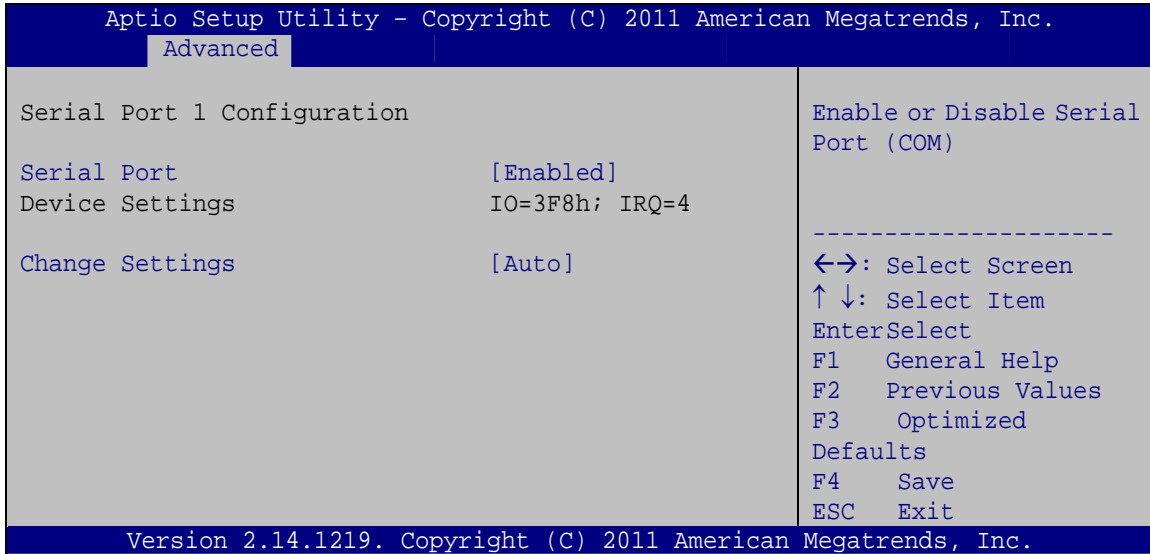 Aptio Setup Utility – Copyright (C) 2011 American Megatrends, Inc.
Advanced
Serial Port 1 Configuration
Serial Port [Enabled]
Device Settings IO=3F8h; IRQ=4
Change Settings [Auto]
Enable or Disable Serial
Port (COM)
---------------------
←→: Select Screen
↑ ↓: Select Item
EnterSelect
F1 General Help
F2 Previous Values
F3 Optimized
Defaults
F4 Save
ESC Exit
Version 2.14.1219. Copyright (C) 2011 American Megatrends, Inc.